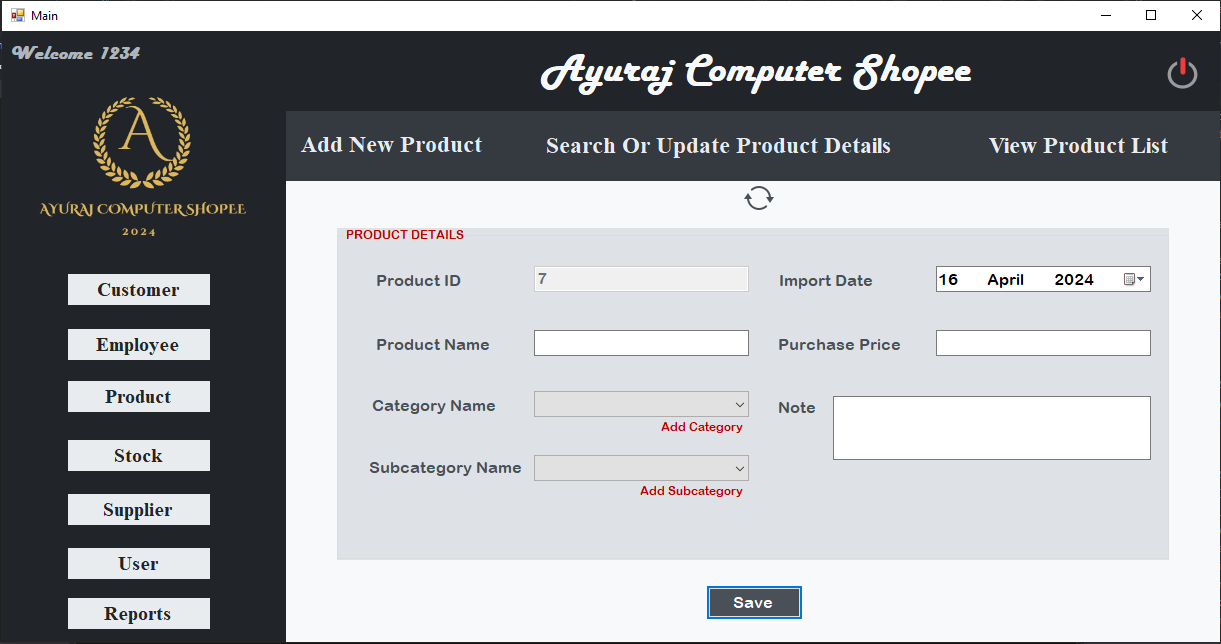 Main
Welcome 1234
Ayuraj Computer Shopee
A
AYURAJ COMPUTER SHOPEE
2024
Add New Product
Search Or Update Product Details
View Product List
Customer
Employee
Product
Stock
Supplier
User
Reports
PRODUCT DETAILS
Product ID 7
Import Date 16 April 2024
Product Name
Purchase Price
Category Name
Add Category
Note
Subcategory Name
Add Subcategory
Save